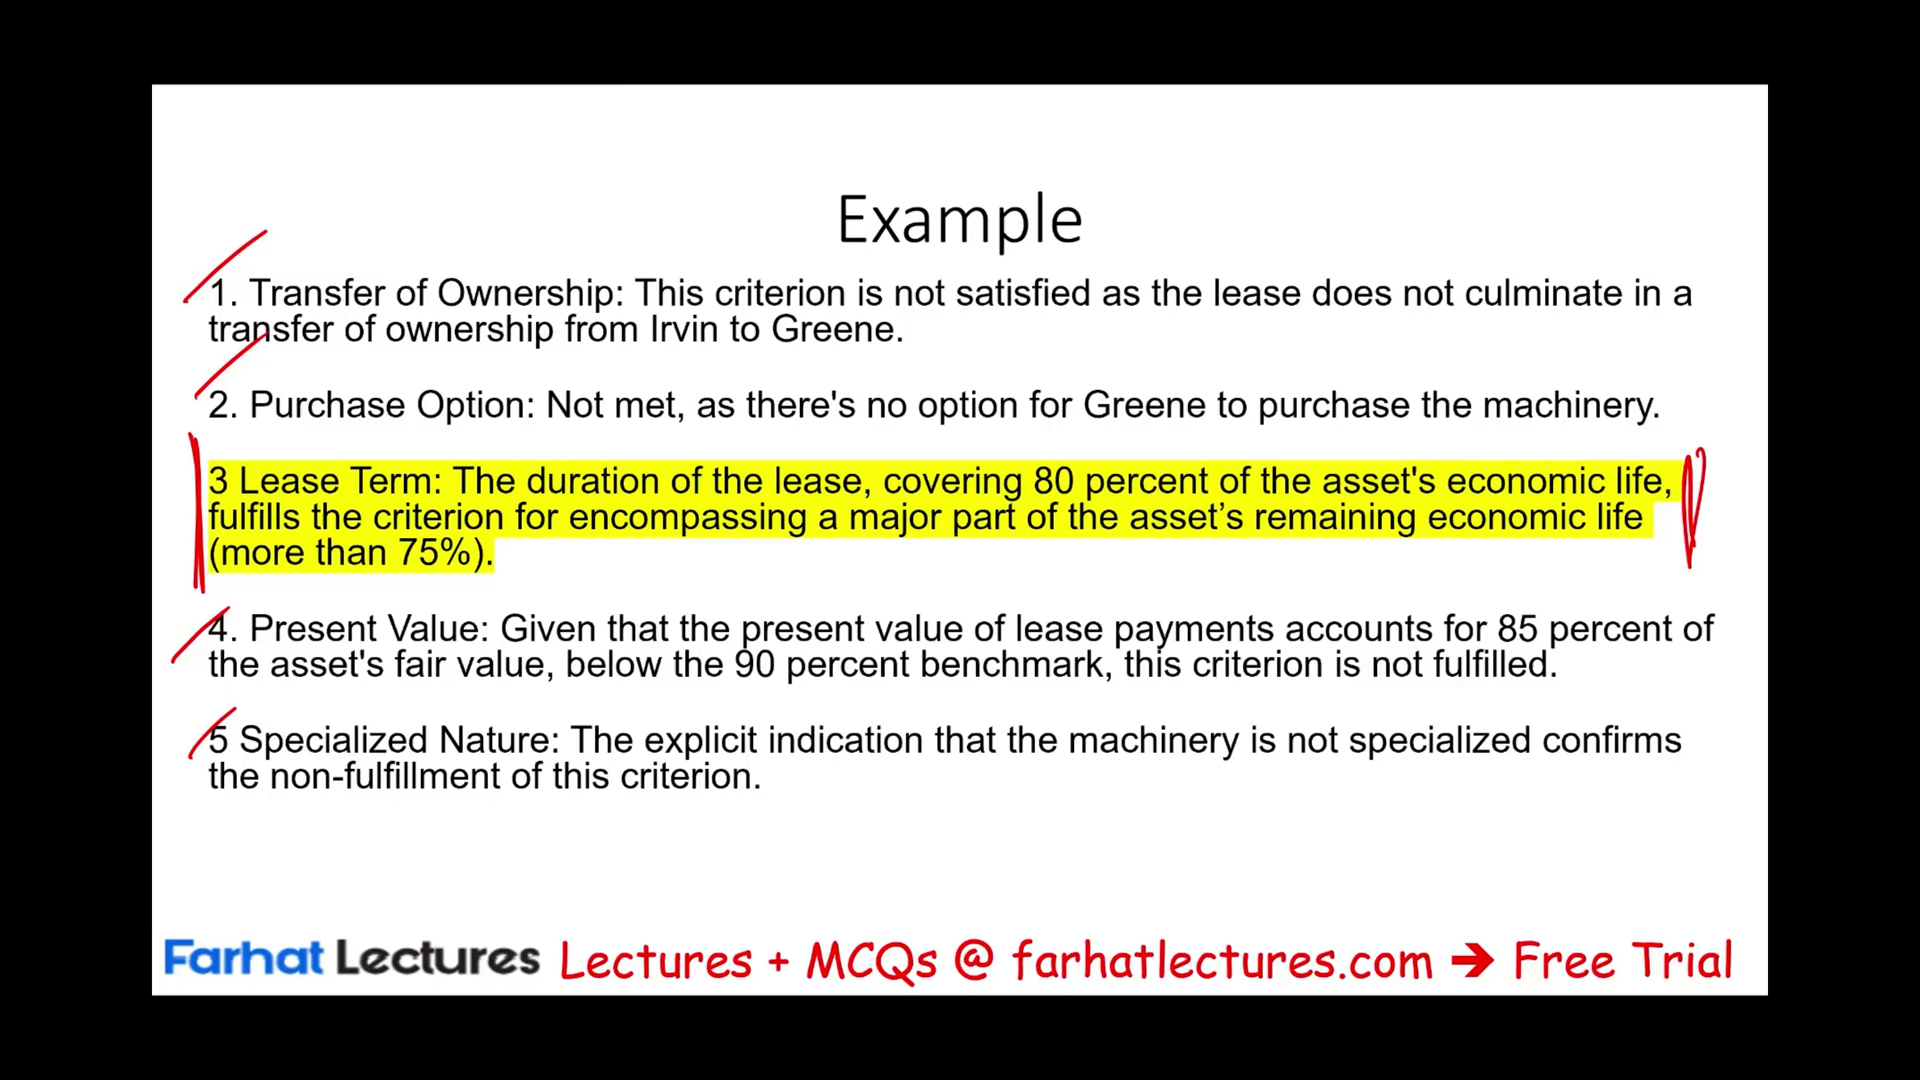 Example
1. Transfer of Ownership: This criterion is not satisfied as the lease does not culminate in a
transfer of ownership from Irvin to Greene.
2. Purchase Option: Not met, as there's no option for Greene to purchase the machinery.
3 Lease Term: The duration of the lease, covering 80 percent of the asset's economic life,
fulfills the criterion for encompassing a major part of the asset’s remaining economic life
(more than 75%).
4. Present Value: Given that the present value of lease payments accounts for 85 percent of
the asset's fair value, below the 90 percent benchmark, this criterion is not fulfilled.
5 Specialized Nature: The explicit indication that the machinery is not specialized confirms
the non-fulfillment of this criterion.
Farhat Lectures Lectures + MCQs @ farhatlectures.com ➔ Free Trial